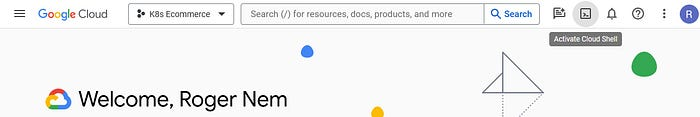 Google Cloud K8s Ecommerce Search (/) for resources, docs, products, and more Search R
Activate Cloud Shell
Welcome, Roger Nem